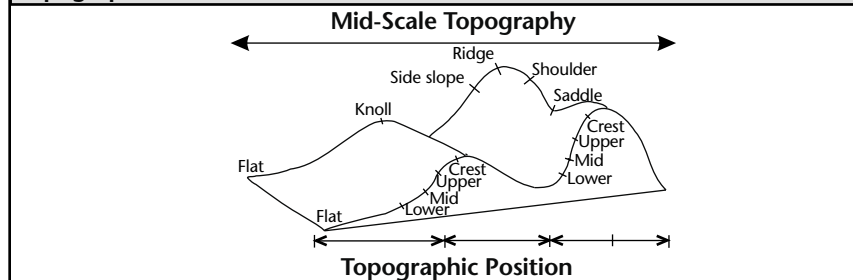 Mid-Scale Topography
Ridge
Side slope
Shoulder
Saddle
Knoll
Crest
Upper
Mid
Lower
Flat
Crest
Upper
Mid
Lower
Flat
Topographic Position